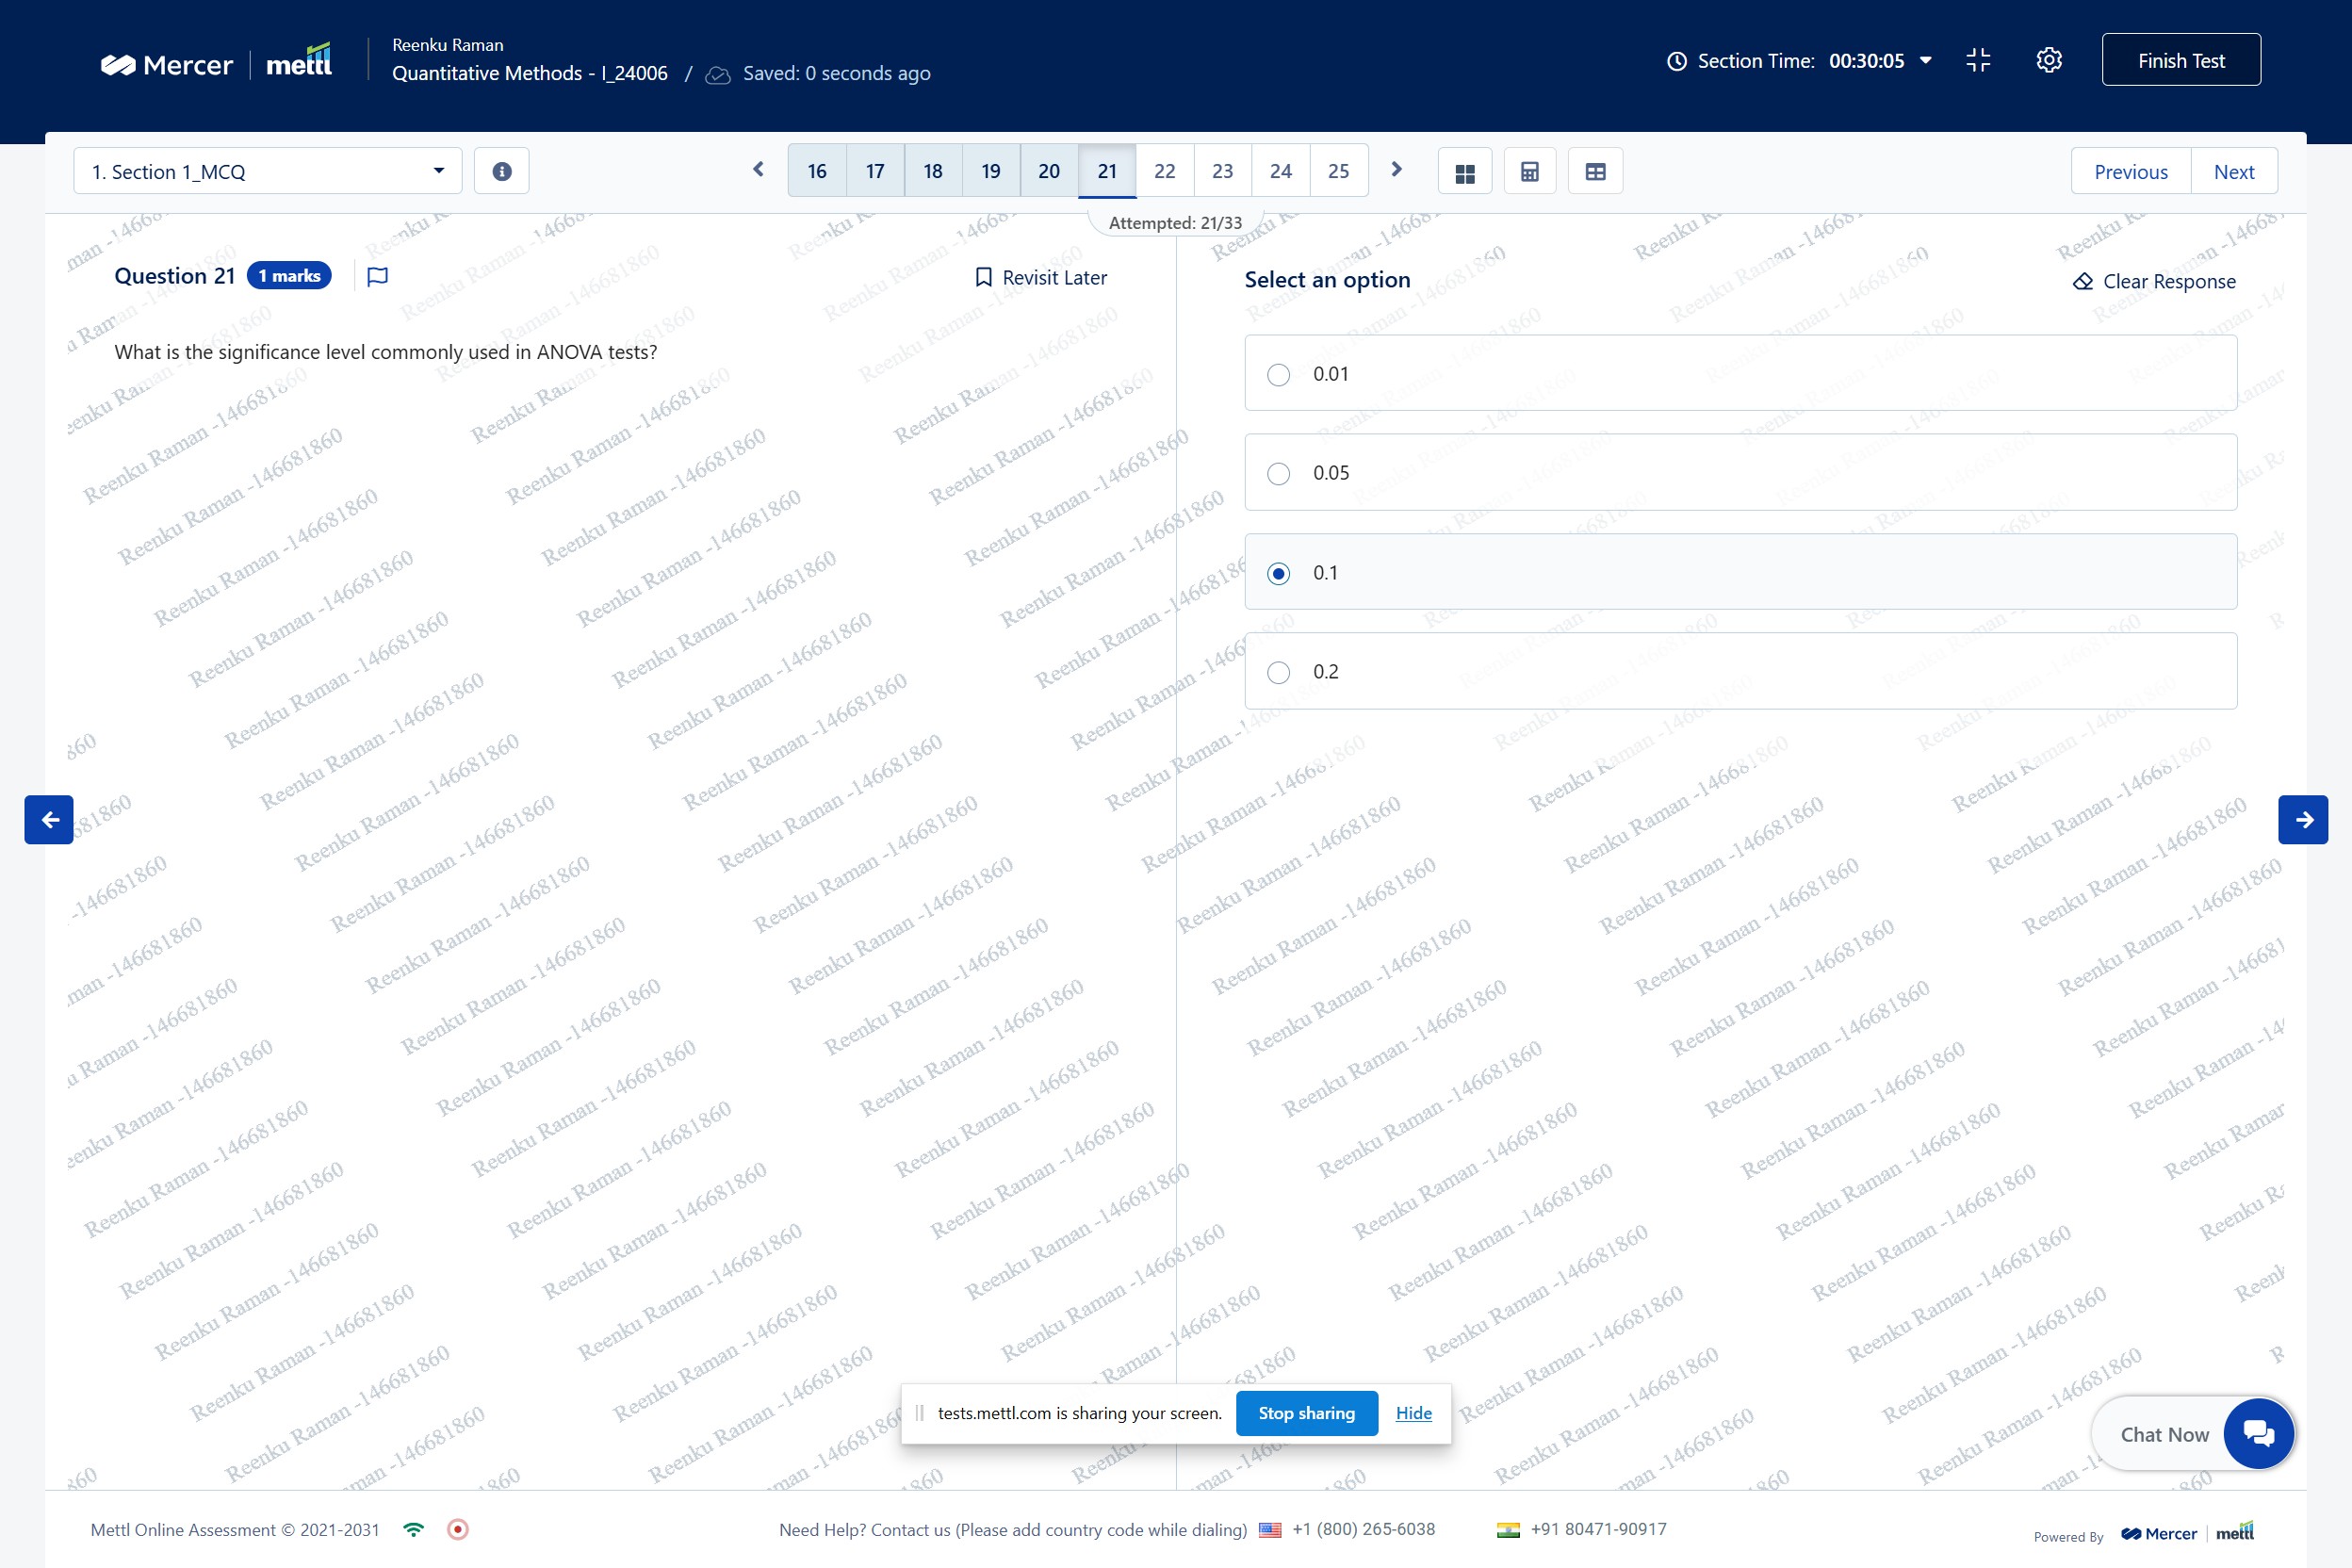 Mercer | mettl
Reenku Raman
Quantitative Methods - I_24006 / Saved: 0 seconds ago
Section Time: 00:30:05
Finish Test
1. Section 1_MCQ
16 17 18 19 20 21 22 23 24 25
Previous Next
Attempted: 21/33
Question 21 1 marks
Revisit Later
What is the significance level commonly used in ANOVA tests?
Select an option
Clear Response
0.01
0.05
0.1
0.2
Reenku Raman -146681860
tests.mettl.com is sharing your screen. Stop sharing Hide
Chat Now
Mettl Online Assessment © 2021-2031
Need Help? Contact us (Please add country code while dialing) +1 (800) 265-6038 +91 80471-90917
Powered By Mercer | mettl